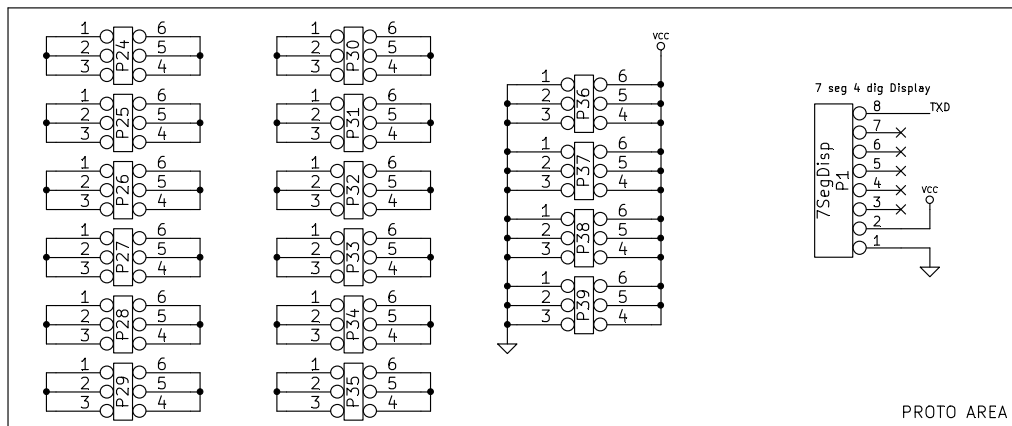 1 P24 6
2 5
3 4
1 P25 6
2 5
3 4
1 P26 6
2 5
3 4
1 P27 6
2 5
3 4
1 P28 6
2 5
3 4
1 P29 6
2 5
3 4
1 P30 6
2 5
3 4
1 P31 6
2 5
3 4
1 P32 6
2 5
3 4
1 P33 6
2 5
3 4
1 P34 6
2 5
3 4
1 P35 6
2 5
3 4
VCC
1 P36 6
2 5
3 4
1 P37 6
2 5
3 4
1 P38 6
2 5
3 4
1 P39 6
2 5
3 4
7 seg 4 dig Display
7SegDisp
P1
8 TXD
7
6
5
4
3
VCC
2
1
PROTO AREA